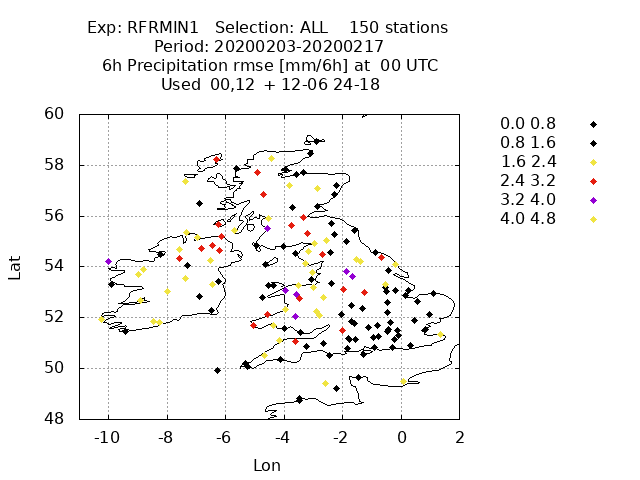 Exp: RFRMIN1 Selection: ALL 150 stations
Period: 20200203-20200217
6h Precipitation rmse [mm/6h] at 00 UTC
Used 00,12 + 12-06 24-18
0.0 0.8
0.8 1.6
1.6 2.4
2.4 3.2
3.2 4.0
4.0 4.8
60
58
56
54
52
50
48
Lat
-10 -8 -6 -4 -2 0 2
Lon